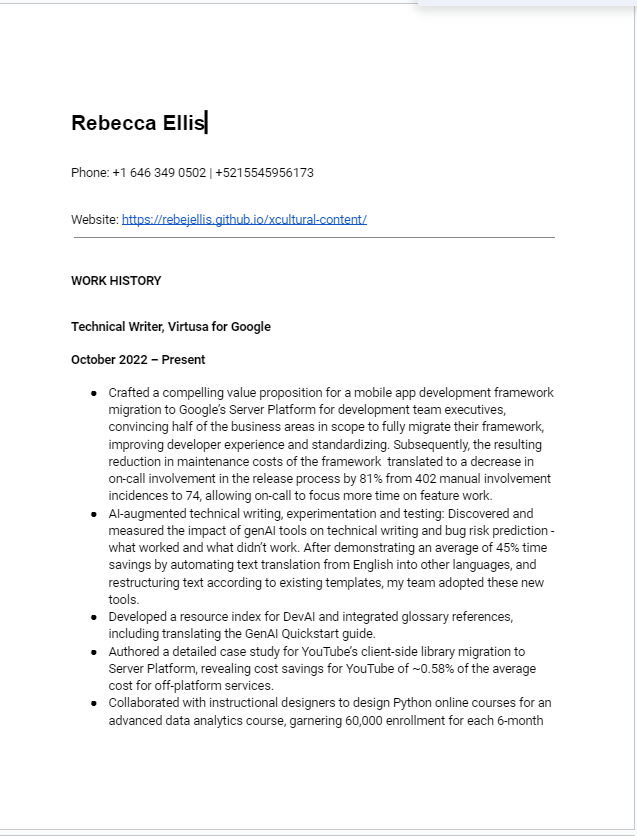 Rebecca Ellis
Phone: +1 646 349 0502 | +5215545956173
Website: https://rebejellis.github.io/xcultural-content/
WORK HISTORY
Technical Writer, Virtusa for Google
October 2022 – Present
● Crafted a compelling value proposition for a mobile app development framework
migration to Google’s Server Platform for development team executives,
convincing half of the business areas in scope to fully migrate their framework,
improving developer experience and standardizing. Subsequently, the resulting
reduction in maintenance costs of the framework  translated to a decrease in
on-call involvement in the release process by 81% from 402 manual involvement
incidences to 74, allowing on-call to focus more time on feature work.
● AI-augmented technical writing, experimentation and testing: Discovered and
measured the impact of genAI tools on technical writing and bug risk prediction -
what worked and what didn’t work. After demonstrating an average of 45% time
savings by automating text translation from English into other languages, and
restructuring text according to existing templates, my team adopted these new
tools.
● Developed a resource index for DevAI and integrated glossary references,
including translating the GenAI Quickstart guide.
● Authored a detailed case study for YouTube’s client-side library migration to
Server Platform, revealing cost savings for YouTube of ~0.58% of the average
cost for off-platform services.
● Collaborated with instructional designers to design Python online courses for an
advanced data analytics course, garnering 60,000 enrollment for each 6-month